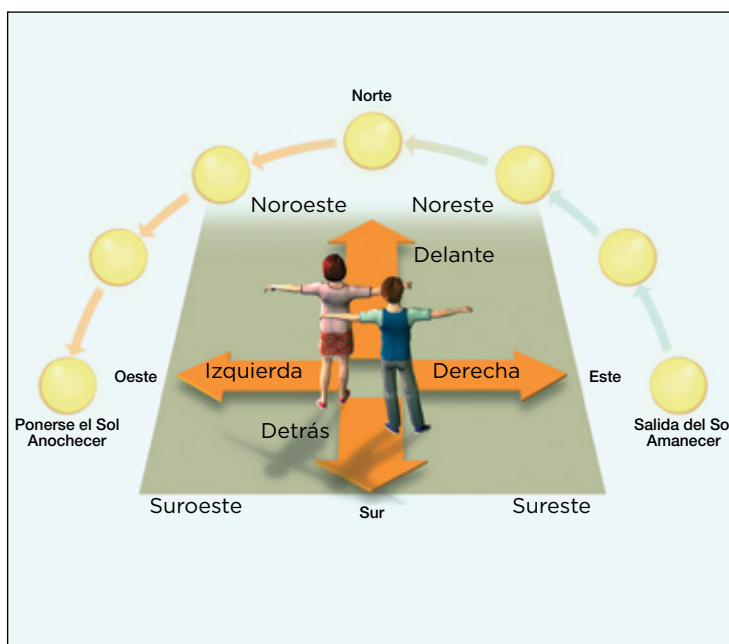 Norte
Noroeste
Noreste
Delante
Oeste
Izquierda
Derecha
Este
Ponerse el Sol
Anochecer
Salida del So
Amanecer
Detrás
Suroeste
Sur
Sureste